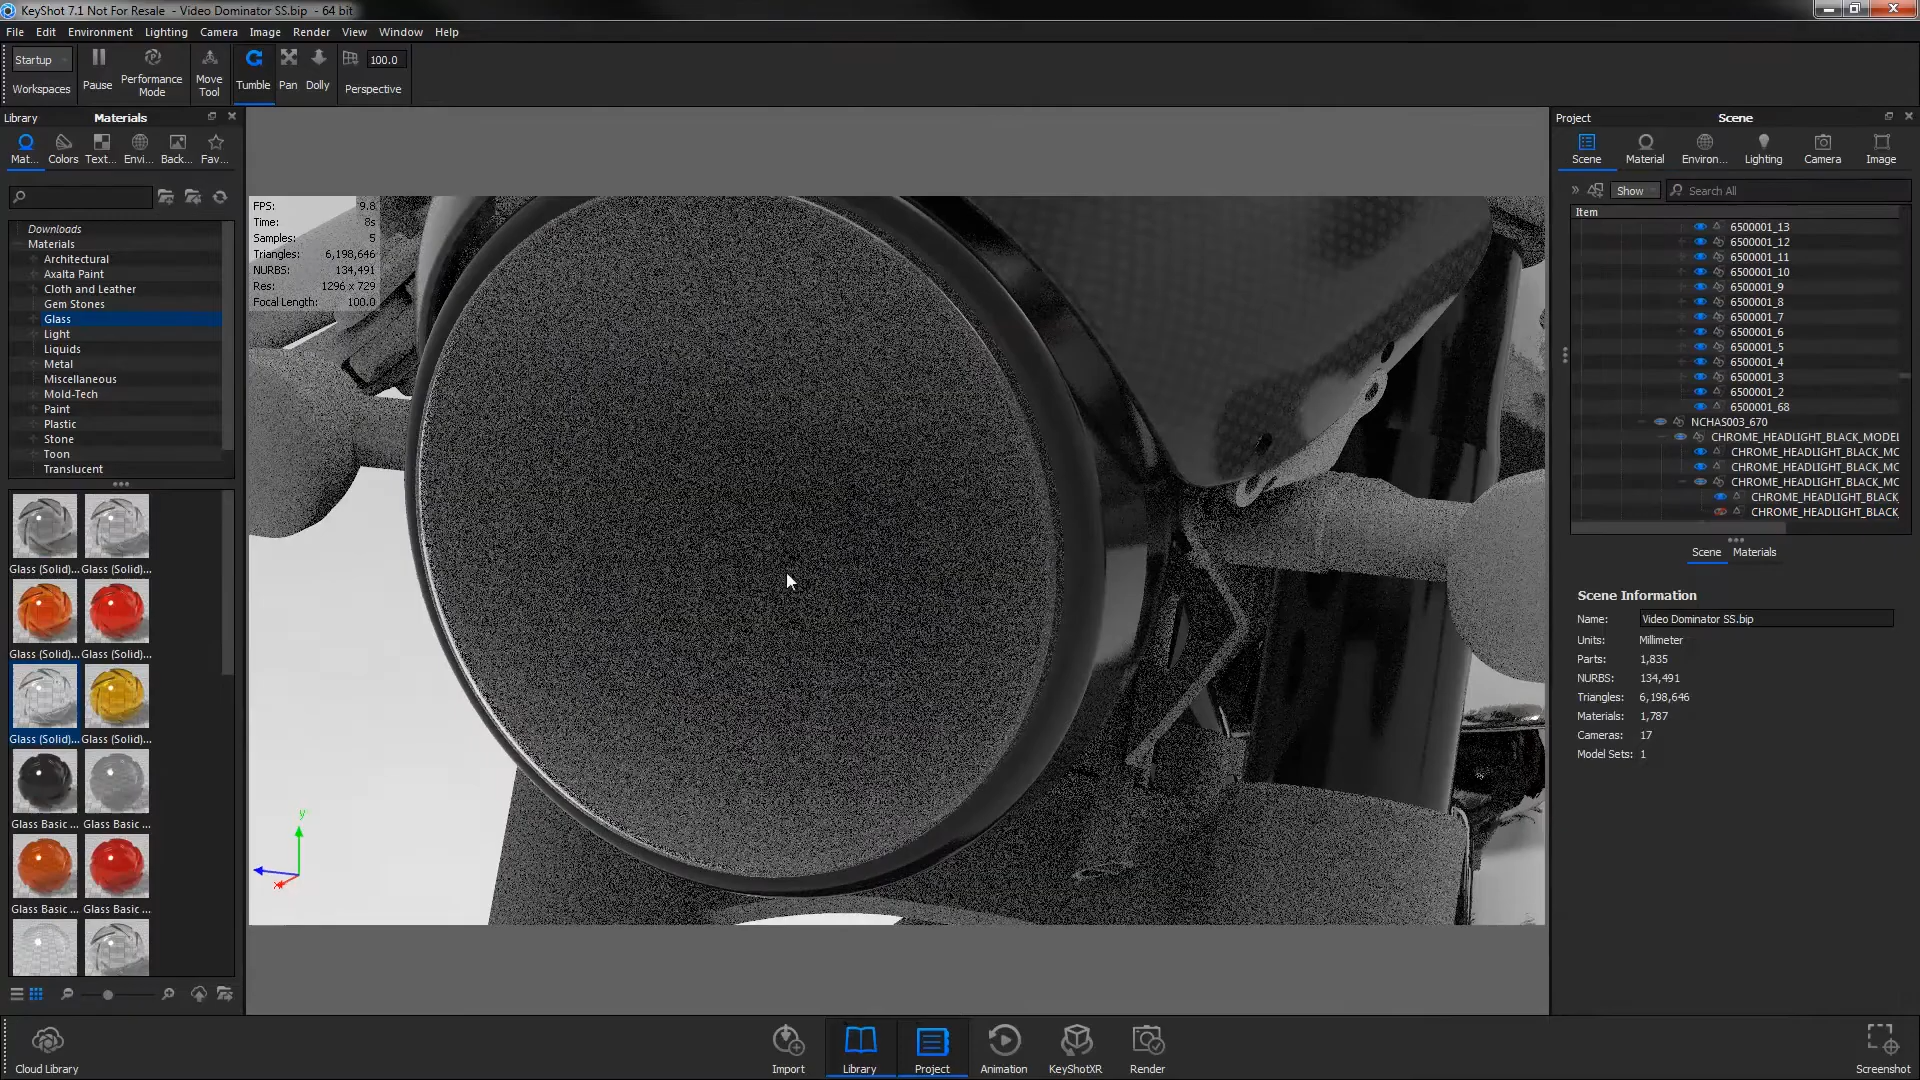 KeyShot 7.1 Not For Resale - Video Dominator SS.bip - 64 bit
File Edit Environment Lighting Camera Image Render View Window Help
Startup
Workspaces
Pause
Performance Mode
Move Tool
Tumble
Pan
Dolly
100.0
Perspective
Library
Materials
Mat... Colors Text... Envi... Back... Fav...
Downloads
Materials
Architectural
Axalta Paint
Cloth and Leather
Gem Stones
Glass
Light
Liquids
Metal
Miscellaneous
Mold-Tech
Paint
Plastic
Stone
Toon
Translucent
Glass (Solid)... Glass (Solid)...
Glass (Solid)... Glass (Solid)...
Glass (Solid)... Glass (Solid)...
Glass Basic ... Glass Basic ...
Glass Basic ... Glass Basic ...
FPS: 9.8
Time: 8s
Samples: 5
Triangles: 6,198,646
NURBS: 134,491
Res: 1296 x 729
Focal Length: 100.0
y
x
Project
Scene
Scene Material Environ... Lighting Camera Image
Show
Search All
Item
6500001_13
6500001_12
6500001_11
6500001_10
6500001_9
6500001_8
6500001_7
6500001_6
6500001_5
6500001_4
6500001_3
6500001_2
6500001_68
NCHAS003_670
CHROME_HEADLIGHT_BLACK_MODEL
CHROME_HEADLIGHT_BLACK_MC
CHROME_HEADLIGHT_BLACK_MC
CHROME_HEADLIGHT_BLACK_MC
CHROME_HEADLIGHT_BLACK_
CHROME_HEADLIGHT_BLACK_
Scene Materials
Scene Information
Name: Video Dominator SS.bip
Units: Millimeter
Parts: 1,835
NURBS: 134,491
Triangles: 6,198,646
Materials: 1,787
Cameras: 17
Model Sets: 1
Cloud Library
Import
Library
Project
Animation
KeyShotXR
Render
Screenshot